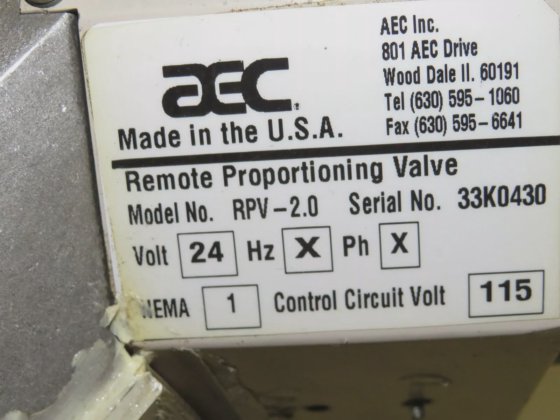 AEC Inc.
801 AEC Drive
Wood Dale Il. 60191
Tel (630) 595-1060
Fax (630) 595-6641
AEC
Made in the U.S.A.
Remote Proportioning Valve
Model No. RPV-2.0 Serial No. 33K0430
Volt 24 Hz X Ph X
NEMA 1 Control Circuit Volt 115